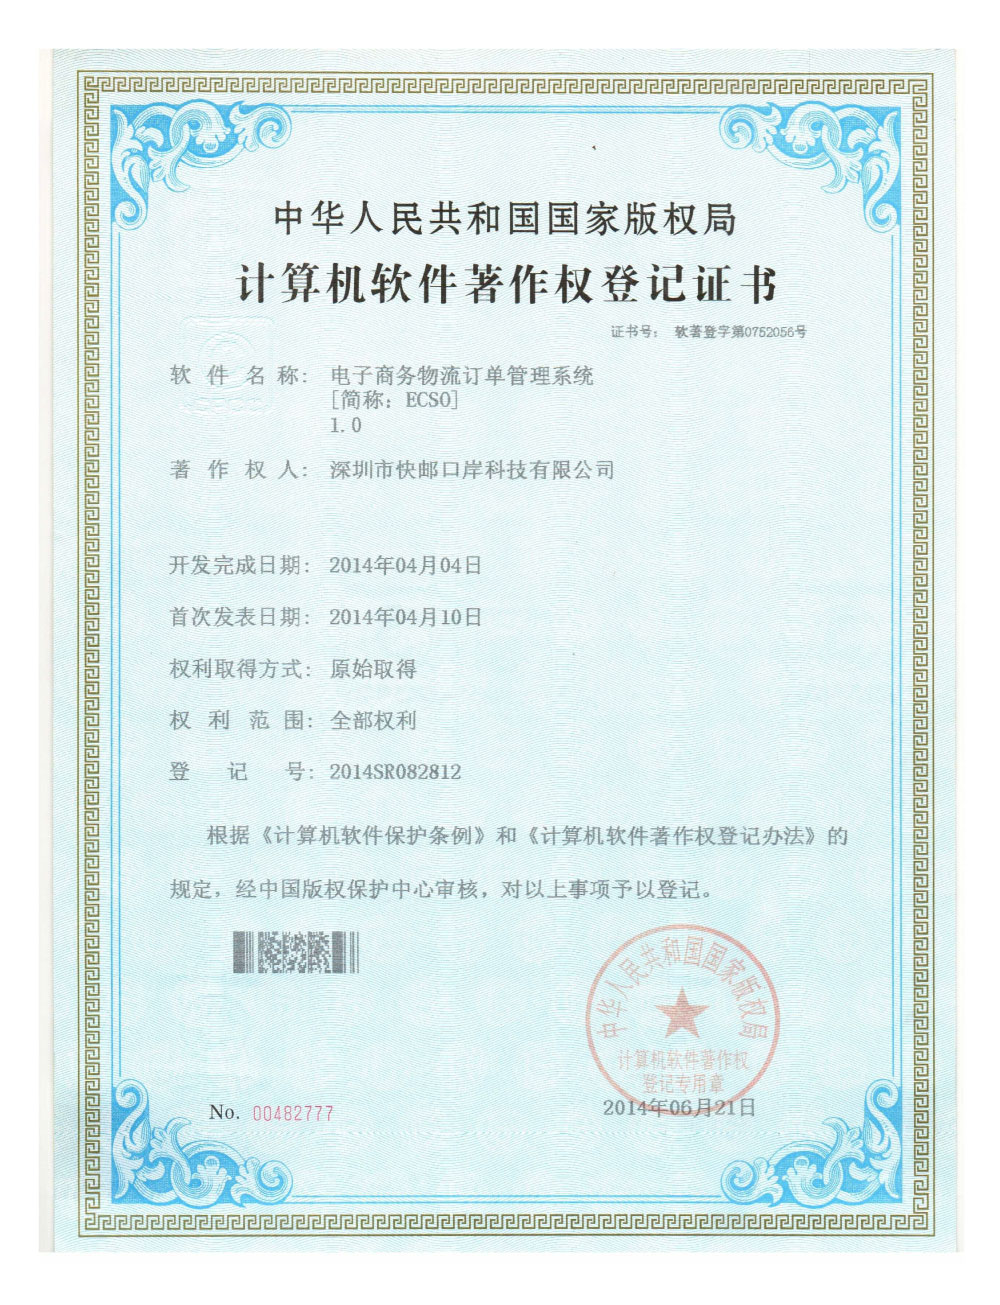 中华人民共和国国家版权局
计算机软件著作权登记证书
证书号： 软著登字第0752056号
软件名称： 电子商务物流订单管理系统
[简称：ECSO]
1.0
著作权人： 深圳市快邮口岸科技有限公司
开发完成日期： 2014年04月04日
首次发表日期： 2014年04月10日
权利取得方式： 原始取得
权利范围： 全部权利
登记号： 2014SR082812
根据《计算机软件保护条例》和《计算机软件著作权登记办法》的
规定，经中国版权保护中心审核，对以上事项予以登记。
中华人民共和国国家版权局
计算机软件著作权
登记专用章
2014年06月21日
No. 00482777